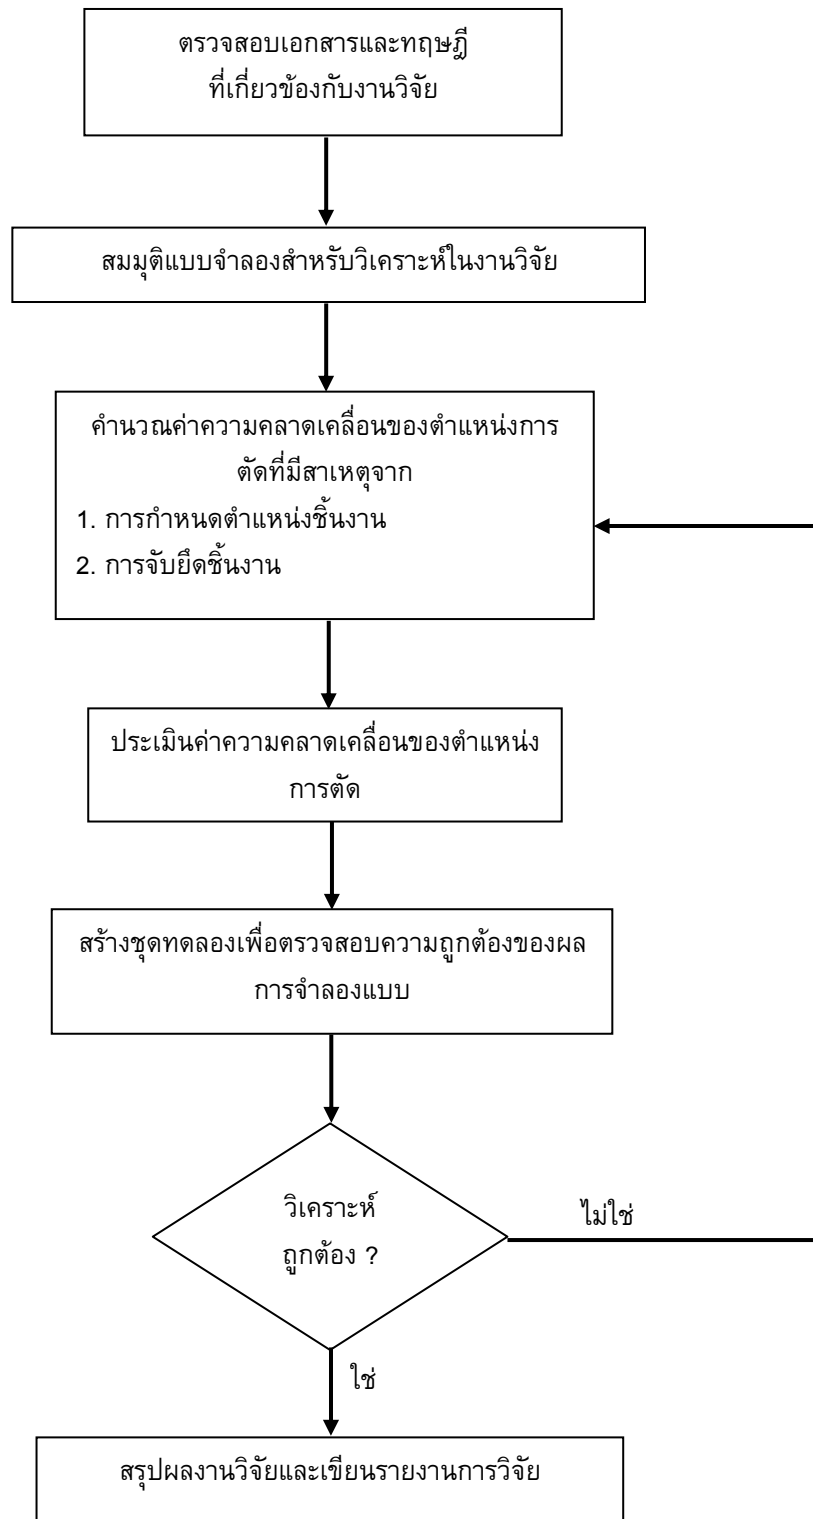 ตรวจสอบเอกสารและทฤษฎี
ที่เกี่ยวข้องกับงานวิจัย
สมมุติแบบจำลองสำหรับวิเคราะห์ในงานวิจัย
คำนวณค่าความคลาดเคลื่อนของตำแหน่งการ
ตัดที่มีสาเหตุจาก
1. การกำหนดตำแหน่งชิ้นงาน
2. การจับยึดชิ้นงาน
ประเมินค่าความคลาดเคลื่อนของตำแหน่ง
การตัด
สร้างชุดทดลองเพื่อตรวจสอบความถูกต้องของผล
การจำลองแบบ
วิเคราะห์
ถูกต้อง ?
ไม่ใช่
ใช่
สรุปผลงานวิจัยและเขียนรายงานการวิจัย